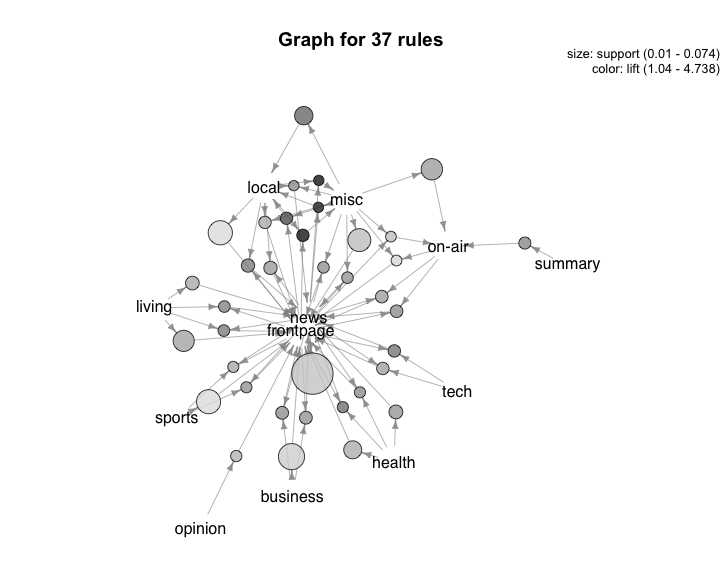 Graph for 37 rules
size: support (0.01 - 0.074)
color: lift (1.04 - 4.738)
local
misc
on-air
summary
living
news
frontpage
tech
sports
health
business
opinion